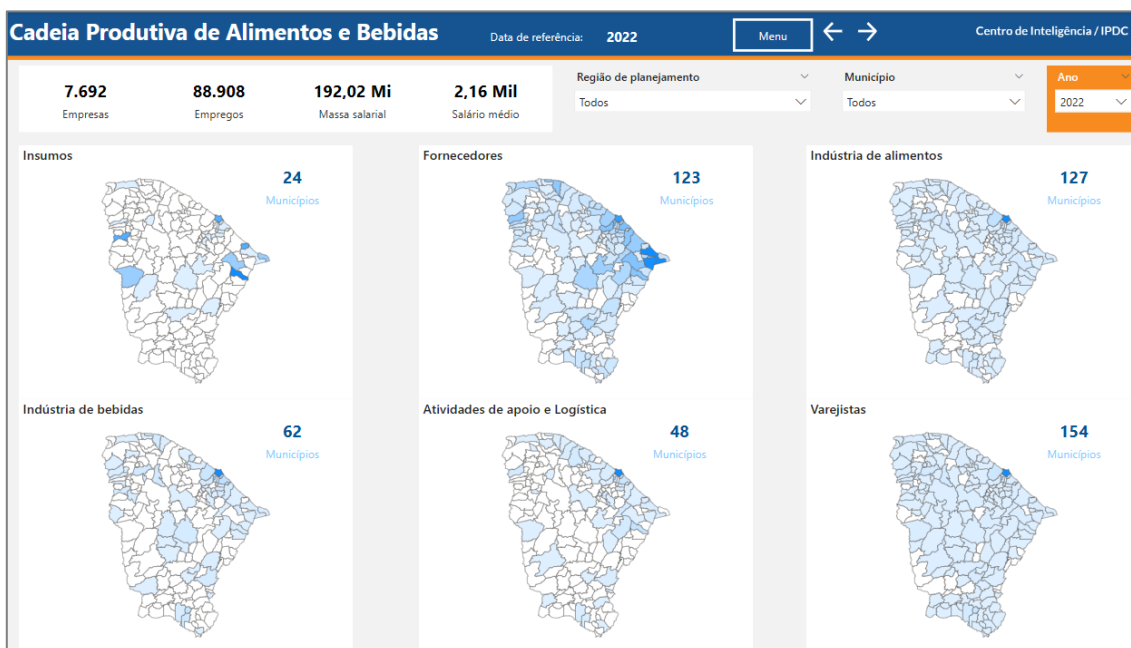 Cadeia Produtiva de Alimentos e Bebidas
Data de referência: 2022
Menu
Centro de Inteligência / IPDC
7.692
Empresas
88.908
Empregos
192,02 Mi
Massa salarial
2,16 Mil
Salário médio
Região de planejamento
Todos
Município
Todos
Ano
2022
Insumos
24
Municípios
Fornecedores
123
Municípios
Indústria de alimentos
127
Municípios
Indústria de bebidas
62
Municípios
Atividades de apoio e Logística
48
Municípios
Varejistas
154
Municípios